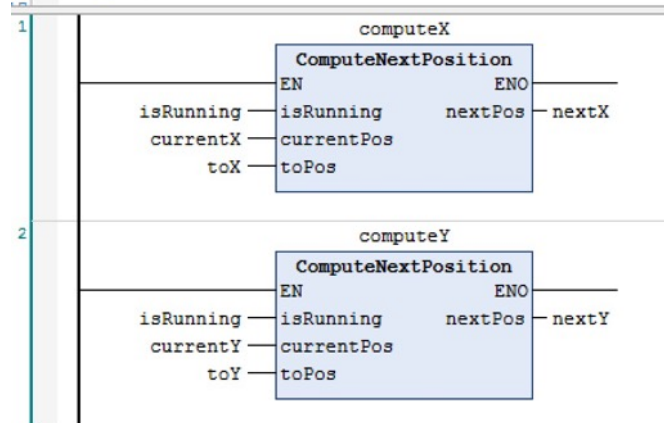 1
computeX
ComputeNextPosition
EN ENO
isRunning isRunning nextPos nextX
currentX currentPos
toX toPos
2
computeY
ComputeNextPosition
EN ENO
isRunning isRunning nextPos nextY
currentY currentPos
toY toPos